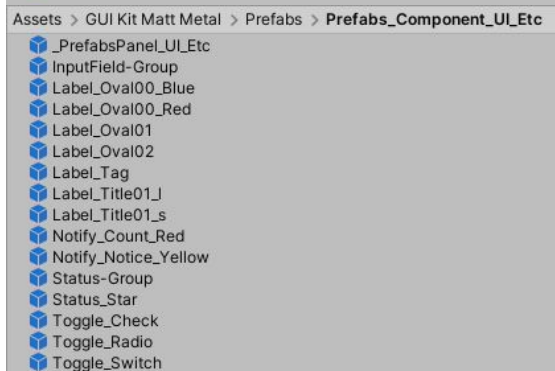 Assets > GUI Kit Matt Metal > Prefabs > Prefabs_Component_UI_Etc
_PrefabsPanel_UI_Etc
InputField-Group
Label_Oval00_Blue
Label_Oval00_Red
Label_Oval01
Label_Oval02
Label_Tag
Label_Title01_l
Label_Title01_s
Notify_Count_Red
Notify_Notice_Yellow
Status-Group
Status_Star
Toggle_Check
Toggle_Radio
Toggle_Switch